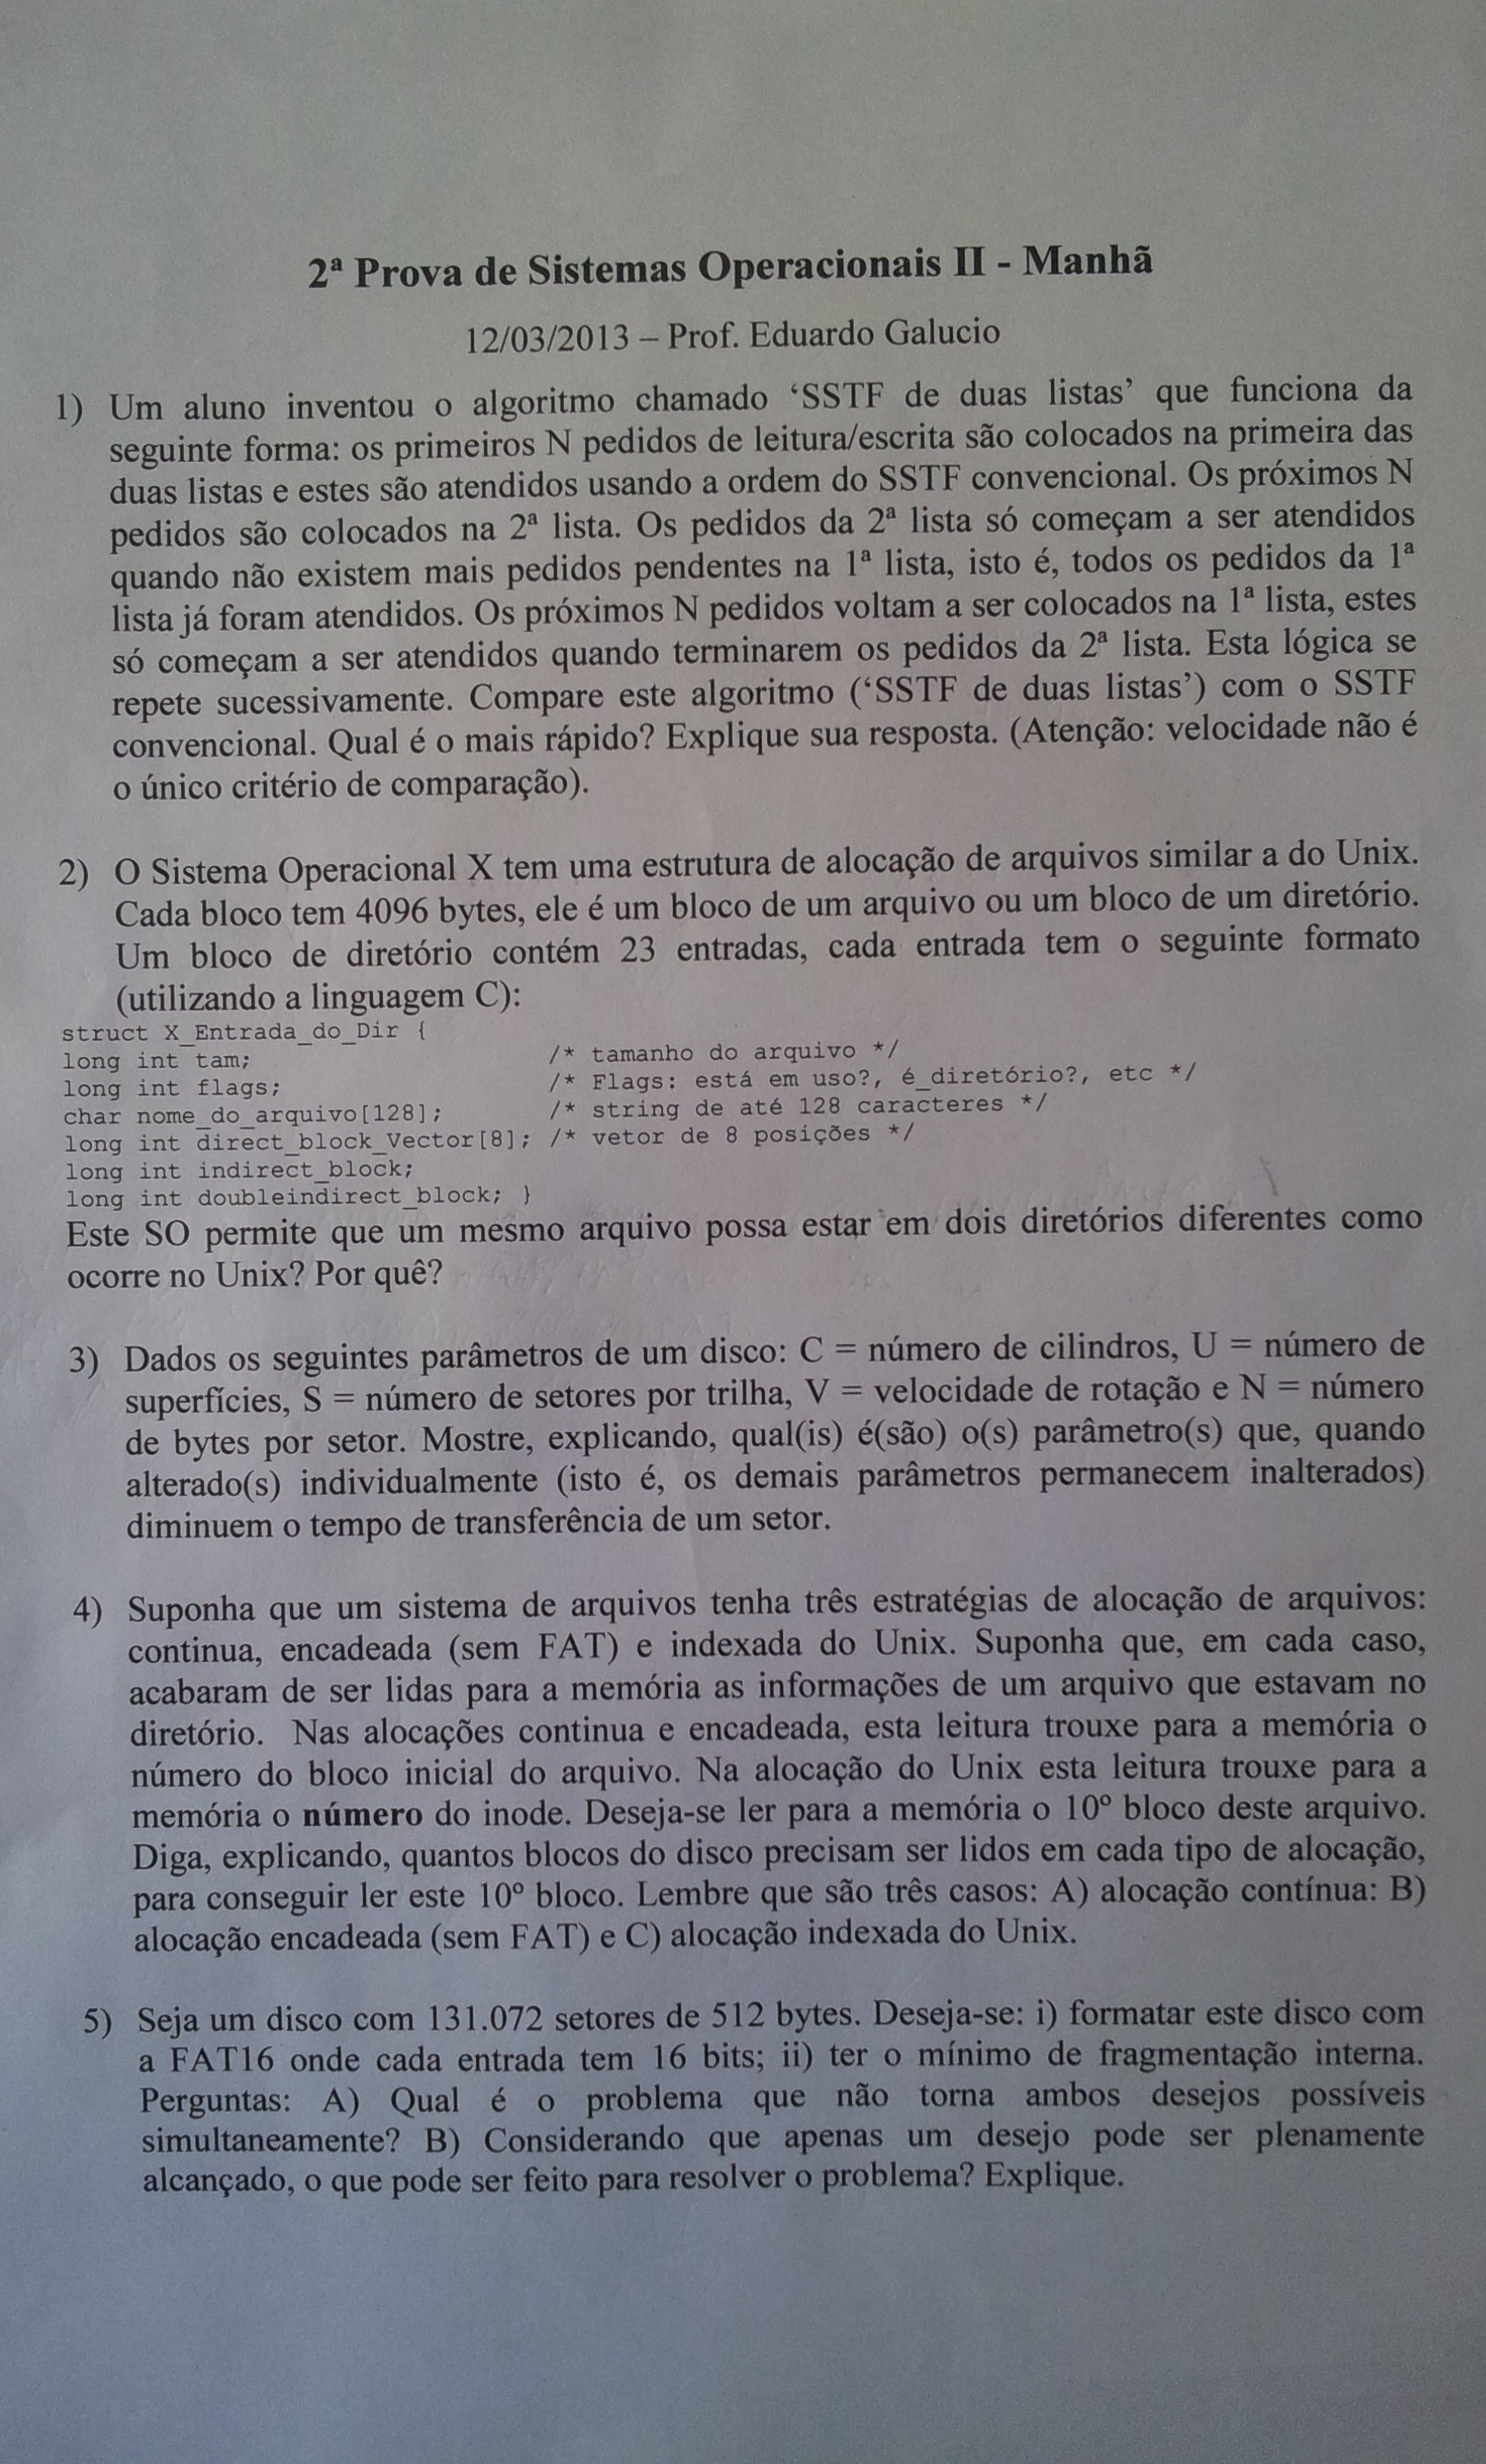 2ª Prova de Sistemas Operacionais II - Manhã
12/03/2013 – Prof. Eduardo Galucio
1) Um aluno inventou o algoritmo chamado ‘SSTF de duas listas’ que funciona da
seguinte forma: os primeiros N pedidos de leitura/escrita são colocados na primeira das
duas listas e estes são atendidos usando a ordem do SSTF convencional. Os próximos N
pedidos são colocados na 2ª lista. Os pedidos da 2ª lista só começam a ser atendidos
quando não existem mais pedidos pendentes na 1ª lista, isto é, todos os pedidos da 1ª
lista já foram atendidos. Os próximos N pedidos voltam a ser colocados na 1ª lista, estes
só começam a ser atendidos quando terminarem os pedidos da 2ª lista. Esta lógica se
repete sucessivamente. Compare este algoritmo (‘SSTF de duas listas’) com o SSTF
convencional. Qual é o mais rápido? Explique sua resposta. (Atenção: velocidade não é
o único critério de comparação).
2) O Sistema Operacional X tem uma estrutura de alocação de arquivos similar a do Unix.
Cada bloco tem 4096 bytes, ele é um bloco de um arquivo ou um bloco de um diretório.
Um bloco de diretório contém 23 entradas, cada entrada tem o seguinte formato
(utilizando a linguagem C):
struct X_Entrada_do_Dir {
long int tam; /* tamanho do arquivo */
long int flags; /* Flags: está em uso?, é_diretório?, etc */
char nome_do_arquivo[128]; /* string de até 128 caracteres */
long int direct_block_Vector[8]; /* vetor de 8 posições */
long int indirect_block;
long int doubleindirect_block; }
Este SO permite que um mesmo arquivo possa estar em dois diretórios diferentes como
ocorre no Unix? Por quê?
3) Dados os seguintes parâmetros de um disco: C = número de cilindros, U = número de
superfícies, S = número de setores por trilha, V = velocidade de rotação e N = número
de bytes por setor. Mostre, explicando, qual(is) é(são) o(s) parâmetro(s) que, quando
alterado(s) individualmente (isto é, os demais parâmetros permanecem inalterados)
diminuem o tempo de transferência de um setor.
4) Suponha que um sistema de arquivos tenha três estratégias de alocação de arquivos:
continua, encadeada (sem FAT) e indexada do Unix. Suponha que, em cada caso,
acabaram de ser lidas para a memória as informações de um arquivo que estavam no
diretório. Nas alocações continua e encadeada, esta leitura trouxe para a memória o
número do bloco inicial do arquivo. Na alocação do Unix esta leitura trouxe para a
memória o número do inode. Deseja-se ler para a memória o 10º bloco deste arquivo.
Diga, explicando, quantos blocos do disco precisam ser lidos em cada tipo de alocação,
para conseguir ler este 10º bloco. Lembre que são três casos: A) alocação contínua: B)
alocação encadeada (sem FAT) e C) alocação indexada do Unix.
5) Seja um disco com 131.072 setores de 512 bytes. Deseja-se: i) formatar este disco com
a FAT16 onde cada entrada tem 16 bits; ii) ter o mínimo de fragmentação interna.
Perguntas: A) Qual é o problema que não torna ambos desejos possíveis
simultaneamente? B) Considerando que apenas um desejo pode ser plenamente
alcançado, o que pode ser feito para resolver o problema? Explique.